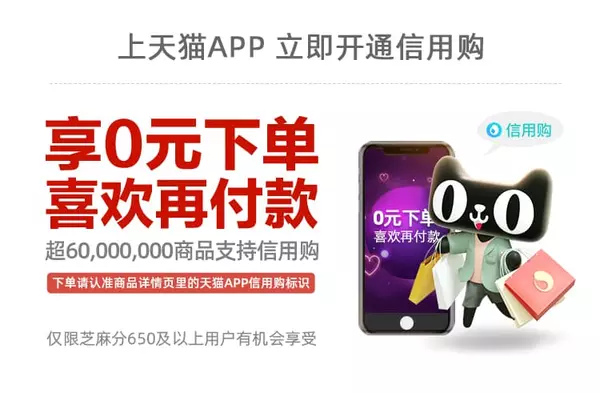 上天猫APP 立即开通信用购
享0元下单
喜欢再付款
超60,000,000商品支持信用购
下单请认准商品详情页里的天猫APP信用购标识
仅限芝麻分650及以上用户有机会享受
信用购
0元下单
喜欢再付款